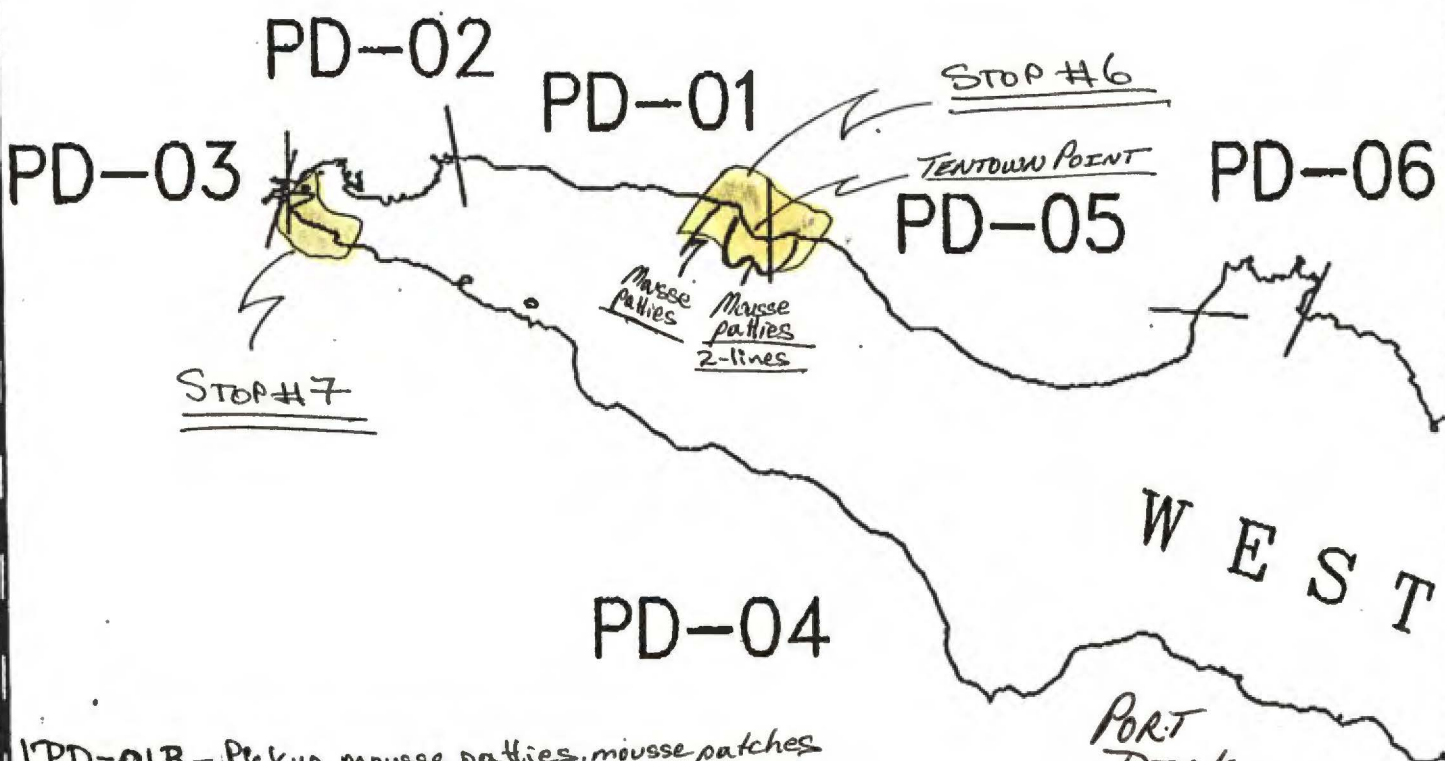 PD-02
STOP #6
PD-01
TENTOWN POINT
PD-03
PD-06
PD-05
Mousse
patties
Mousse
patties
2-lines
STOP #7
WEST
PD-04
PORT
PD-01B - Pickup mousse patties, mousse patches